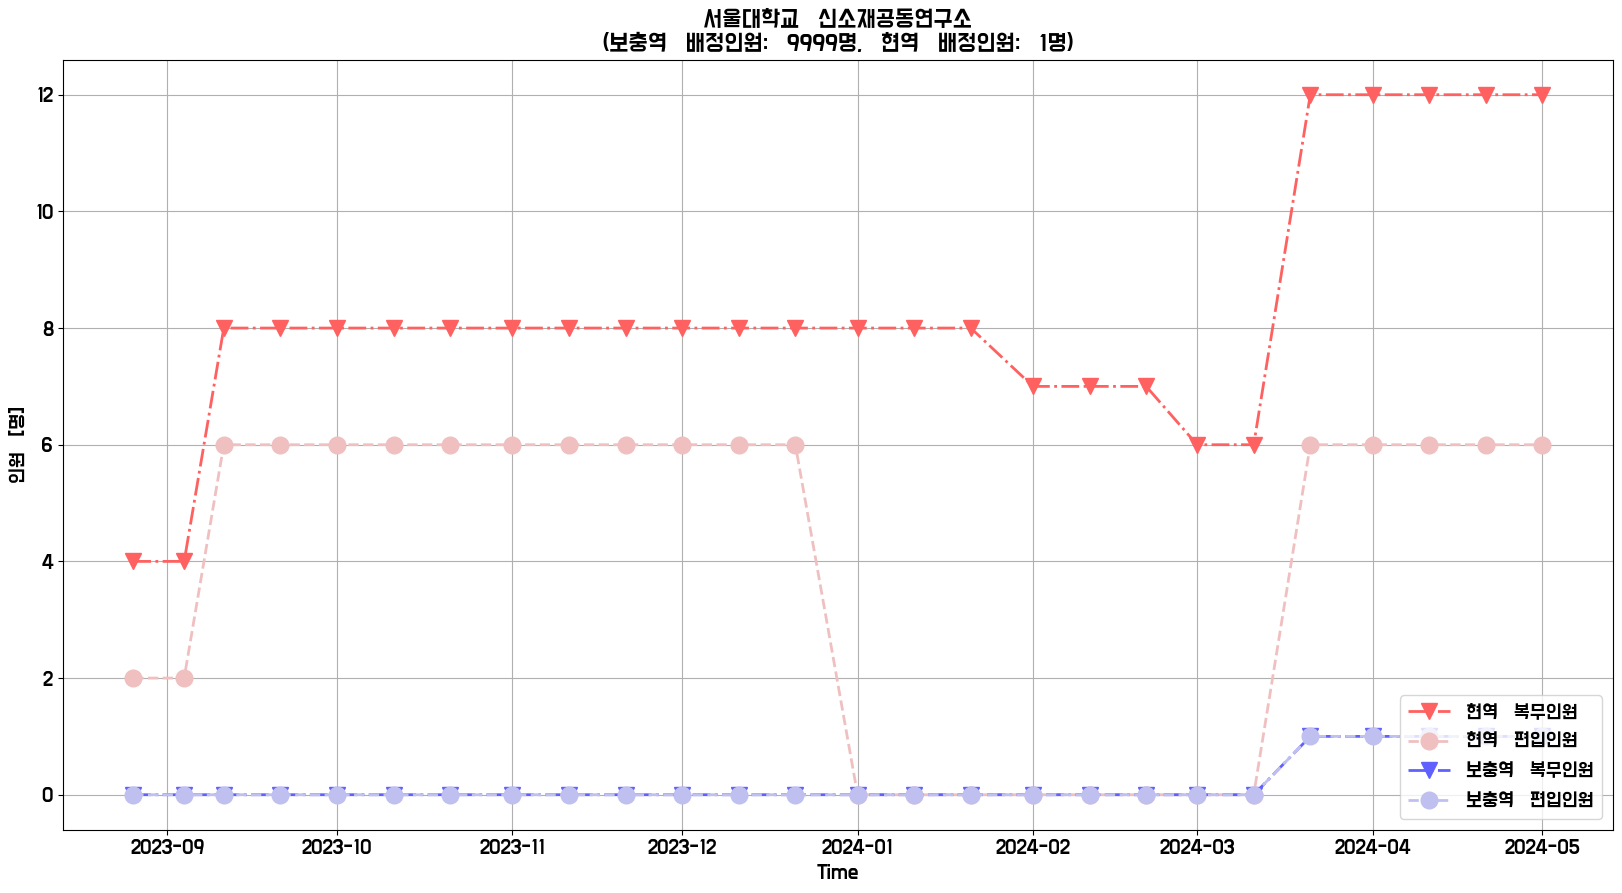 서울대학교 신소재공동연구소
(보충역 배정인원: 9999명, 현역 배정인원: 1명)
12
10
8
6
4
2
0
인원 [명]
2023-09 2023-10 2023-11 2023-12 2024-01 2024-02 2024-03 2024-04 2024-05
Time
현역 복무인원
현역 편입인원
보충역 복무인원
보충역 편입인원